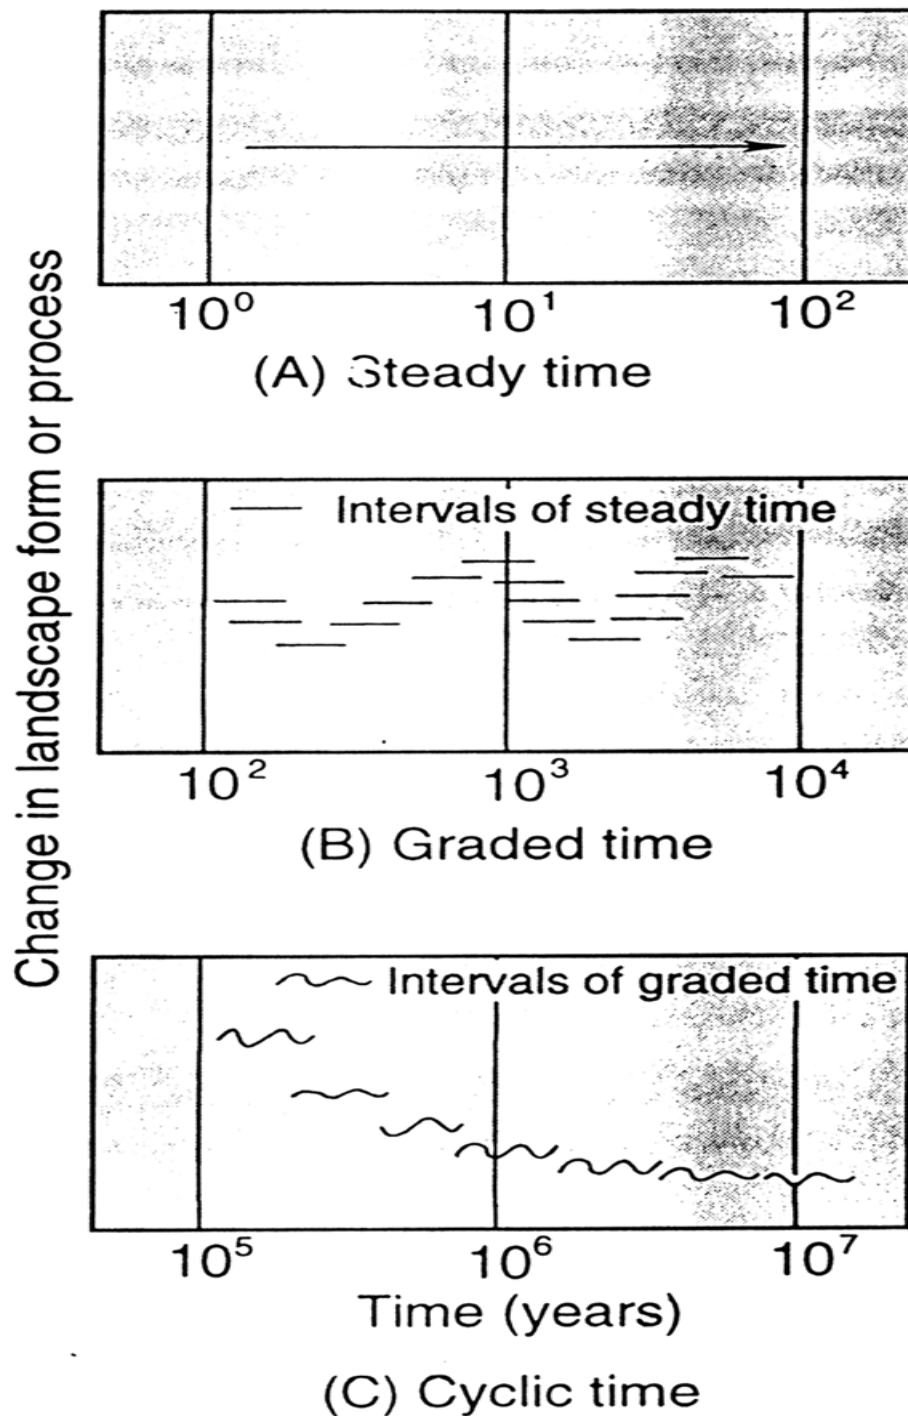 Change in landscape form or process
10⁰ 10¹ 10²
(A) Steady time
Intervals of steady time
10² 10³ 10⁴
(B) Graded time
Intervals of graded time
10⁵ 10⁶ 10⁷
Time (years)
(C) Cyclic time